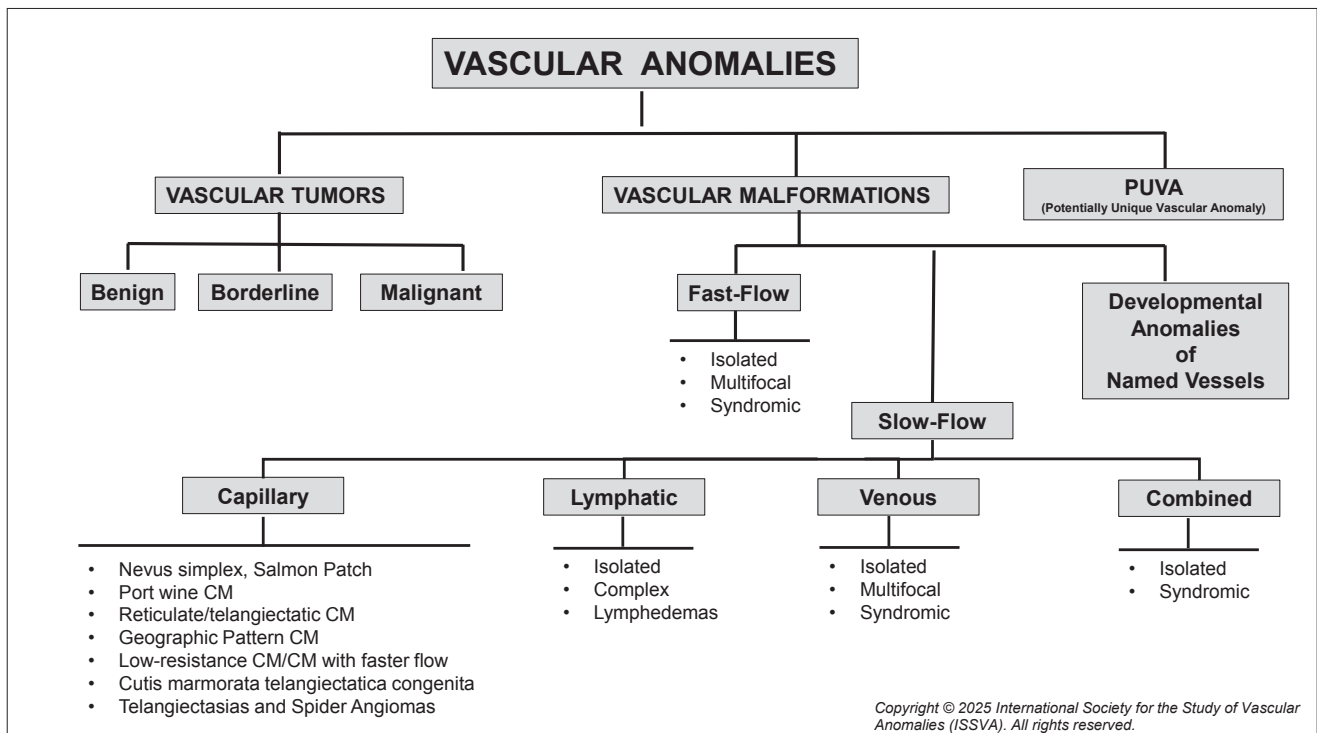 VASCULAR ANOMALIES
VASCULAR TUMORS
VASCULAR MALFORMATIONS
PUVA
(Potentially Unique Vascular Anomaly)
Benign
Borderline
Malignant
Fast-Flow
• Isolated
• Multifocal
• Syndromic
Developmental
Anomalies
of
Named Vessels
Slow-Flow
Capillary
• Nevus simplex, Salmon Patch
• Port wine CM
• Reticulate/telangiectatic CM
• Geographic Pattern CM
• Low-resistance CM/CM with faster flow
• Cutis marmorata telangiectatica congenita
• Telangiectasias and Spider Angiomas
Lymphatic
• Isolated
• Complex
• Lymphedemas
Venous
• Isolated
• Multifocal
• Syndromic
Combined
• Isolated
• Syndromic
Copyright © 2025 International Society for the Study of Vascular
Anomalies (ISSVA). All rights reserved.